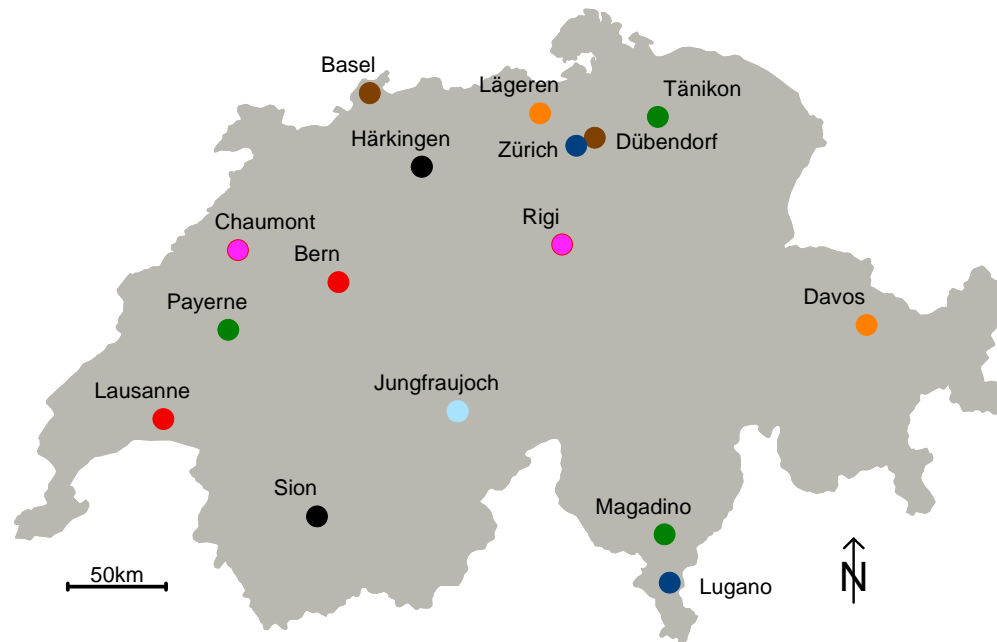 Basel
Lägeren
Tänikon
Härkingen
Zürich
Dübendorf
Chaumont
Rigi
Bern
Payerne
Davos
Lausanne
Jungfraujoch
Sion
Magadino
50km
N
Lugano